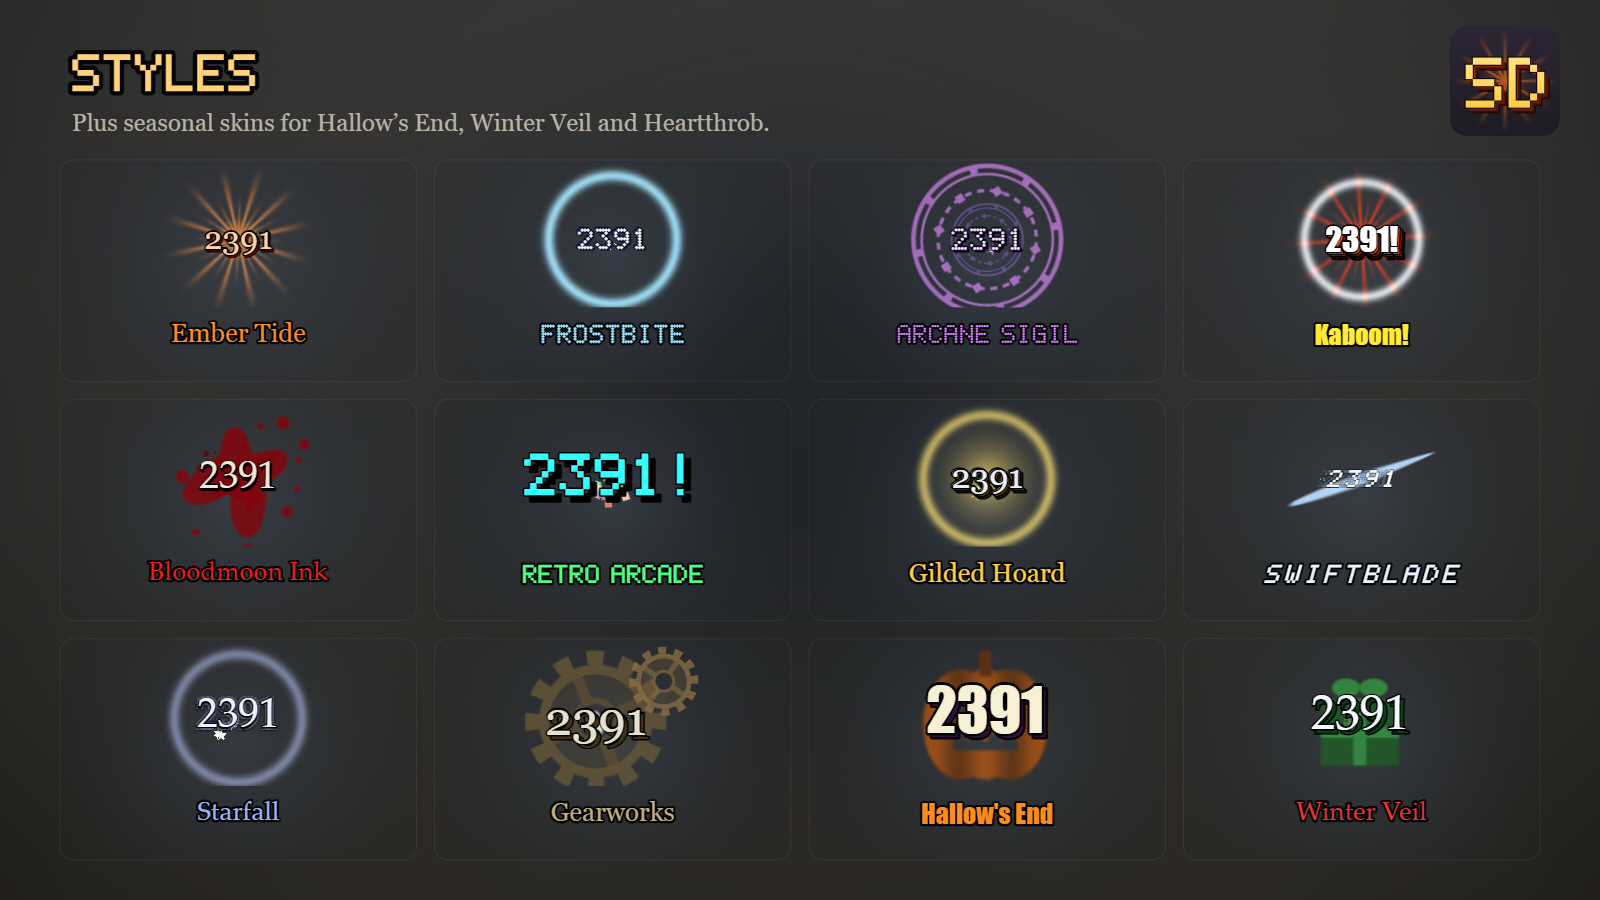 STYLES
SD
Plus seasonal skins for Hallow’s End, Winter Veil and Heartthrob.
2391
2391
2391
2391!
Ember Tide
FROSTBITE
ARCANE SIGIL
Kaboom!
2391
2391!
2391
2391
Bloodmoon Ink
RETRO ARCADE
Gilded Hoard
SWIFTBLADE
2391
2391
2391
2391
Starfall
Gearworks
Hallow's End
Winter Veil